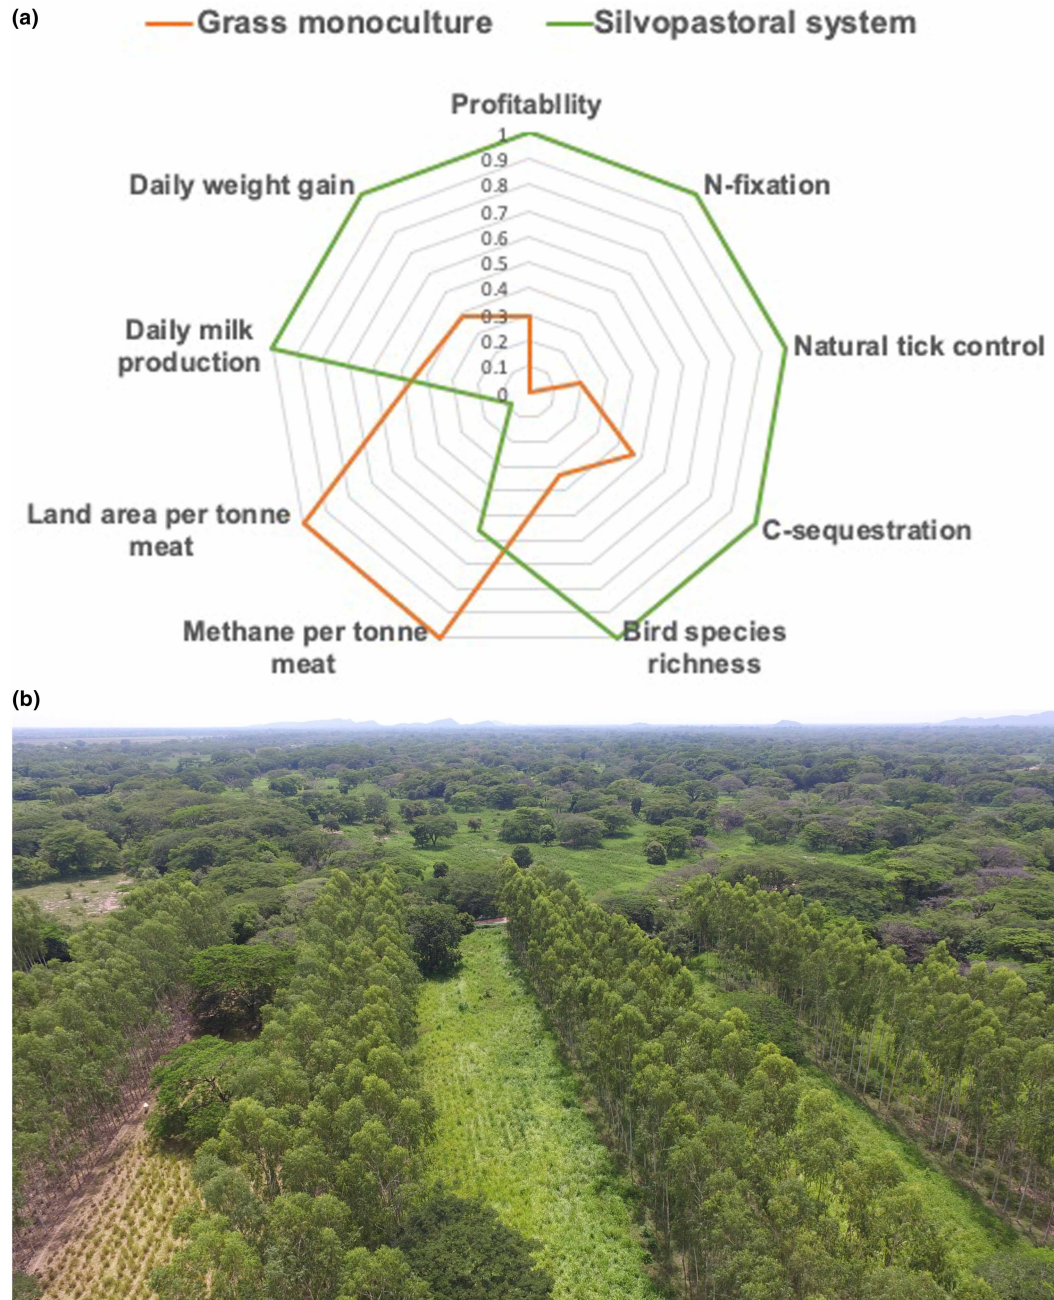 (a)
Grass monoculture
Silvopastoral system
Profitability
1
0.9
0.8
0.7
0.6
0.5
0.4
0.3
0.2
0.1
0
Daily weight gain
N-fixation
Daily milk
production
Natural tick control
Land area per tonne
meat
C-sequestration
Methane per tonne
meat
Bird species
richness
(b)